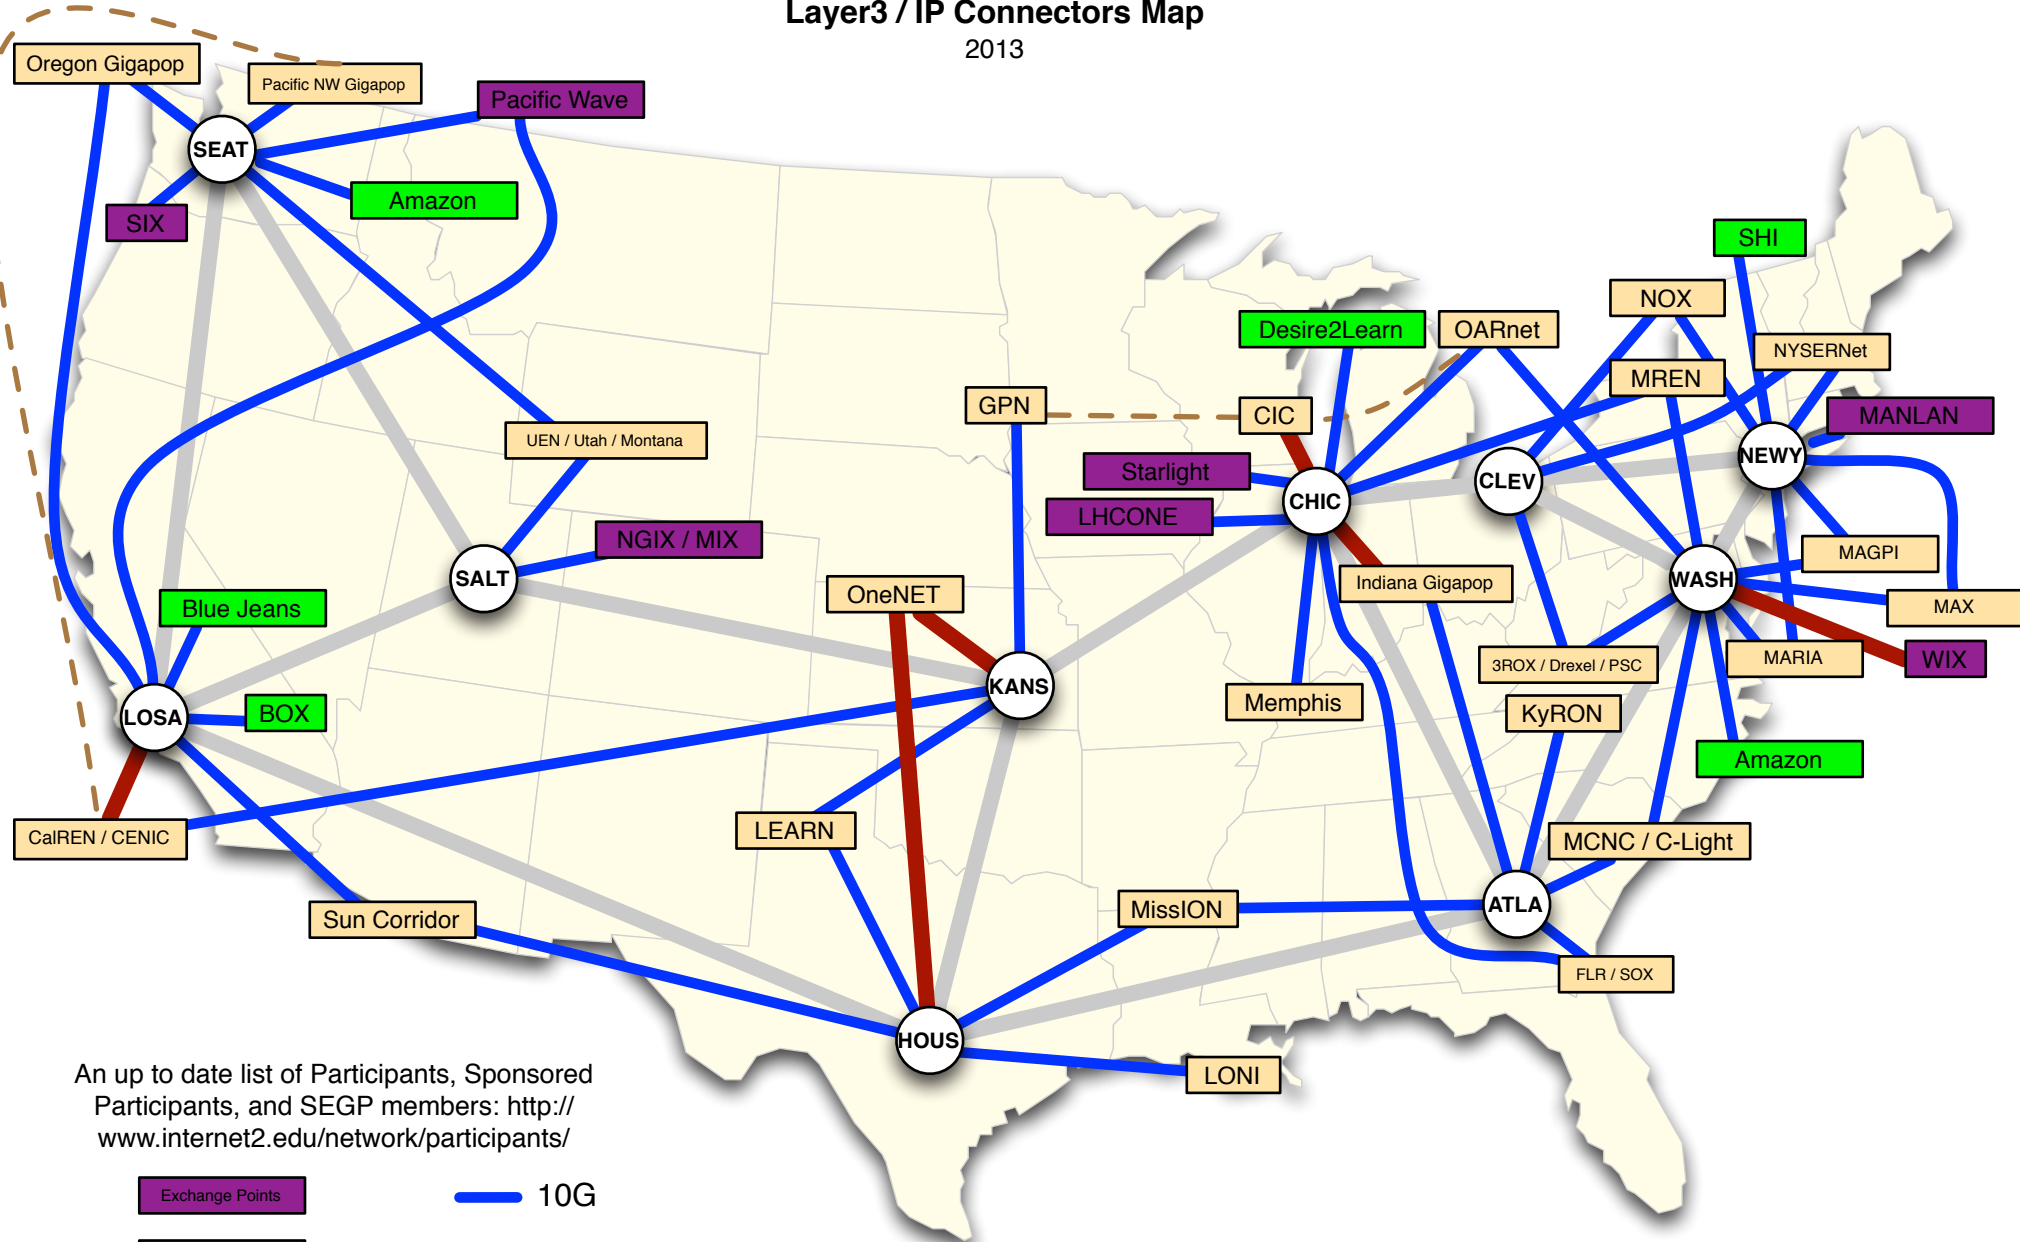 Layer3 / IP Connectors Map
2013
Oregon Gigapop
Pacific NW Gigapop
Pacific Wave
SEAT
Amazon
SIX
SHI
NOX
Desire2Learn
OARnet
NYSERNet
MREN
GPN
CIC
MANLAN
UEN / Utah / Montana
NEWY
Starlight
CLEV
CHIC
LHCONE
NGIX / MIX
MAGPI
SALT
WASH
Indiana Gigapop
OneNET
Blue Jeans
MAX
3ROX / Drexel / PSC
MARIA
WIX
KANS
Memphis
KyRON
LOSA
BOX
Amazon
LEARN
CalREN / CENIC
MCNC / C-Light
ATLA
MissION
Sun Corridor
FLR / SOX
HOUS
LONI
An up to date list of Participants, Sponsored
Participants, and SEGP members: http://
www.internet2.edu/network/participants/
Exchange Points
10G